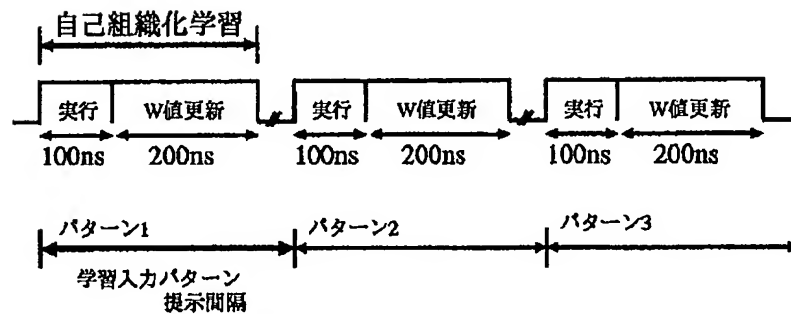 自己組織化学習
実行 W値更新 実行 W値更新 実行 W値更新
100ns 200ns 100ns 200ns 100ns 200ns
パターン1 パターン2 パターン3
学習入力パターン
提示間隔